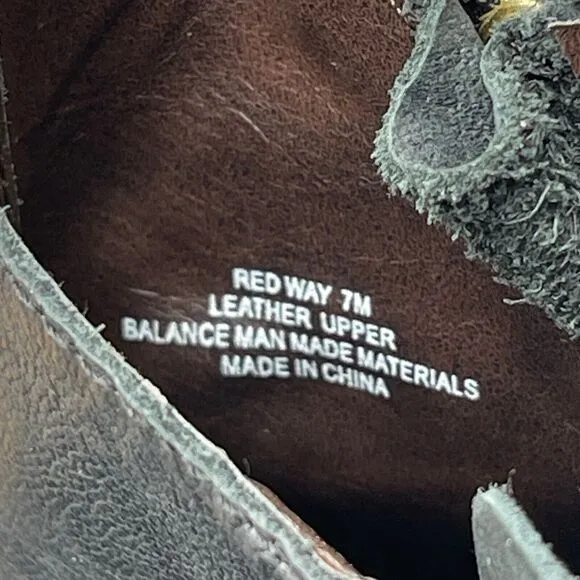 RED WAY 7M
LEATHER UPPER
BALANCE MAN MADE MATERIALS
MADE IN CHINA